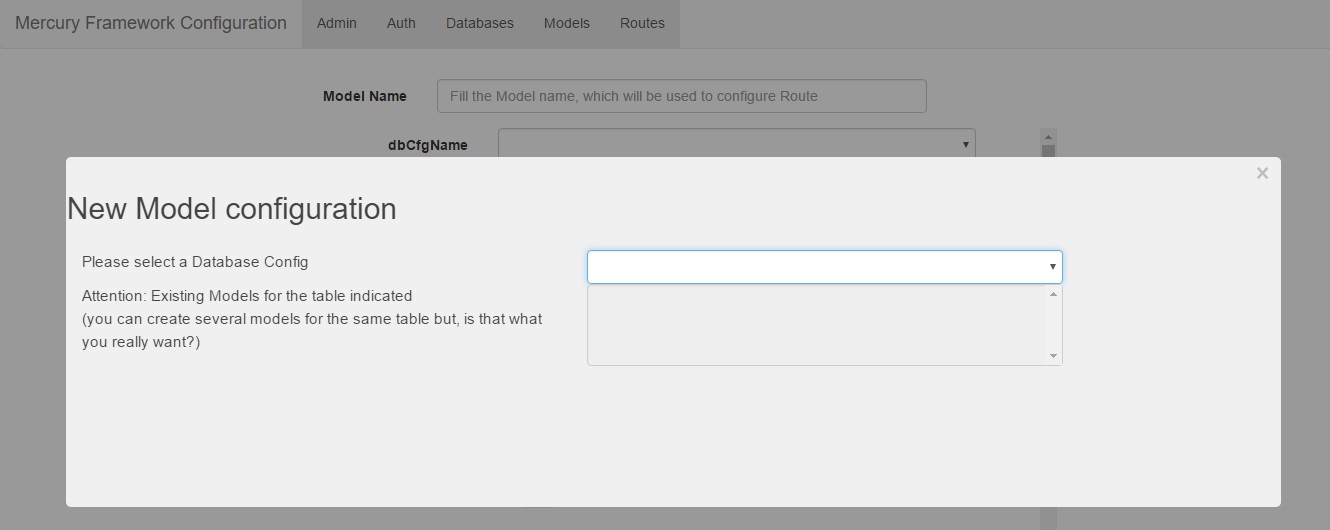 Mercury Framework Configuration Admin Auth Databases Models Routes
Model Name Fill the Model name, which will be used to configure Route
dbCfgName
×
New Model configuration
Please select a Database Config
Attention: Existing Models for the table indicated
(you can create several models for the same table but, is that what
you really want?)